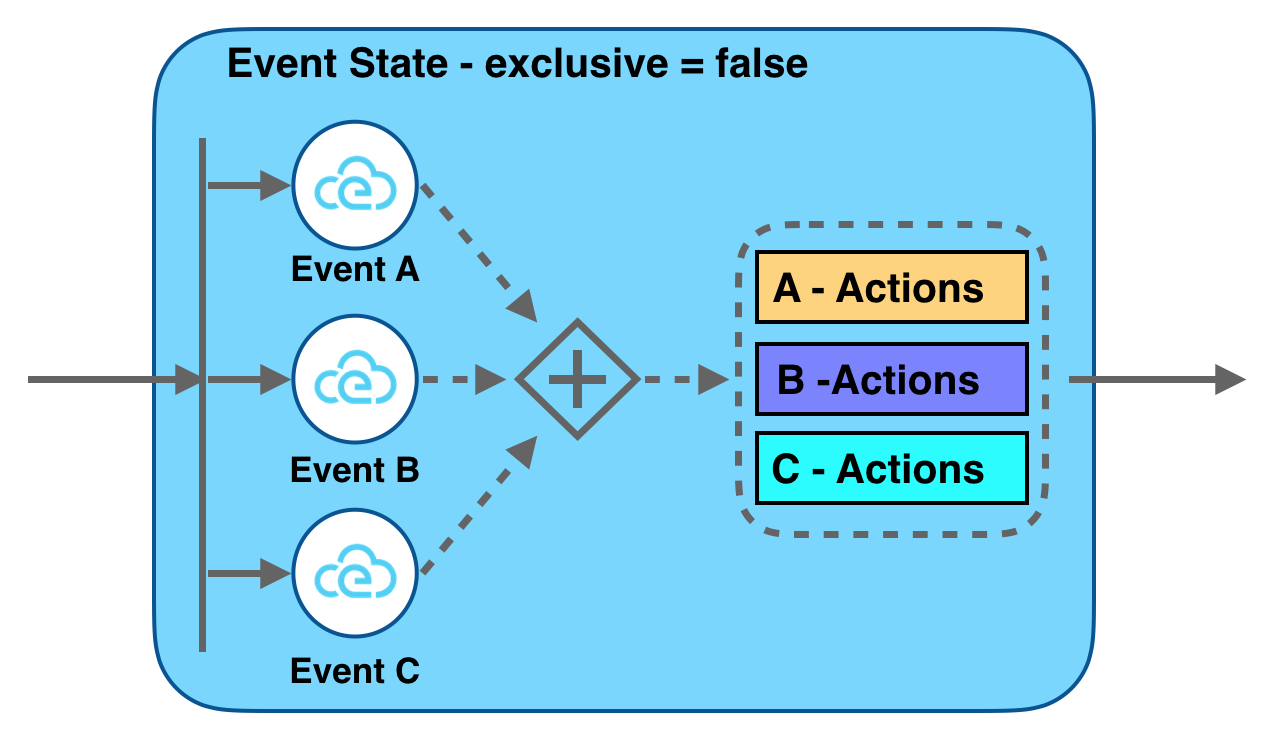 Event State - exclusive = false
Event A
Event B
Event C
A - Actions
B -Actions
C - Actions